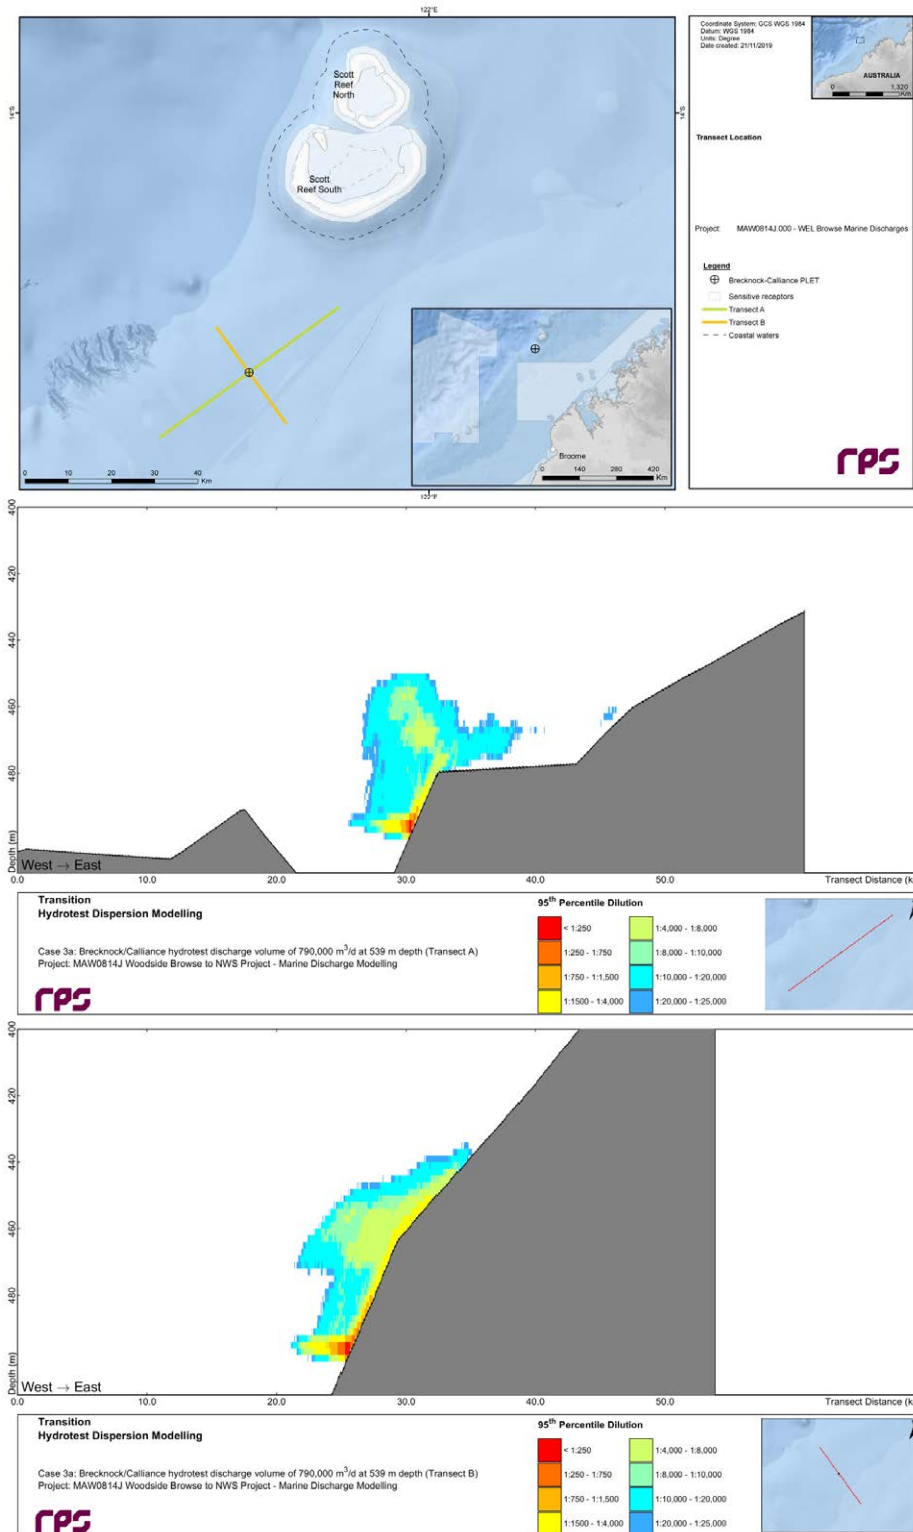 122°E
Coordinate System: GCS WGS 1984
Datum: WGS 1984
Units: Degree
Date created: 21/11/2019
AUSTRALIA
0 1,320
Km
14°S
14°S
Scott
Reef
North
Scott
Reef South
Transect Location
Project: MAW0814J.000 - WEL Browse Marine Discharges
Legend
Brecknock-Calliance PLET
Sensitive receptors
Transect A
Transect B
Coastal waters
Broome
0 140 280 420
Km
0 10 20 30 40
Km
rps
122°E
400
420
440
460
480
Depth (m)
West → East
0.0 10.0 20.0 30.0 40.0 50.0 Transect Distance (k
Transition
Hydrotest Dispersion Modelling
Case 3a: Brecknock/Calliance hydrotest discharge volume of 790,000 m³/d at 539 m depth (Transect A)
Project: MAW0814J Woodside Browse to NWS Project - Marine Discharge Modelling
rps
95th Percentile Dilution
< 1:250
1:250 - 1:750
1:750 - 1:1,500
1:1500 - 1:4,000
1:4,000 - 1:8,000
1:8,000 - 1:10,000
1:10,000 - 1:20,000
1:20,000 - 1:25,000
400
420
440
460
480
Depth (m)
West → East
0.0 10.0 20.0 30.0 40.0 50.0 Transect Distance (k
Transition
Hydrotest Dispersion Modelling
Case 3a: Brecknock/Calliance hydrotest discharge volume of 790,000 m³/d at 539 m depth (Transect B)
Project: MAW0814J Woodside Browse to NWS Project - Marine Discharge Modelling
rps
95th Percentile Dilution
< 1:250
1:250 - 1:750
1:750 - 1:1,500
1:1500 - 1:4,000
1:4,000 - 1:8,000
1:8,000 - 1:10,000
1:10,000 - 1:20,000
1:20,000 - 1:25,000